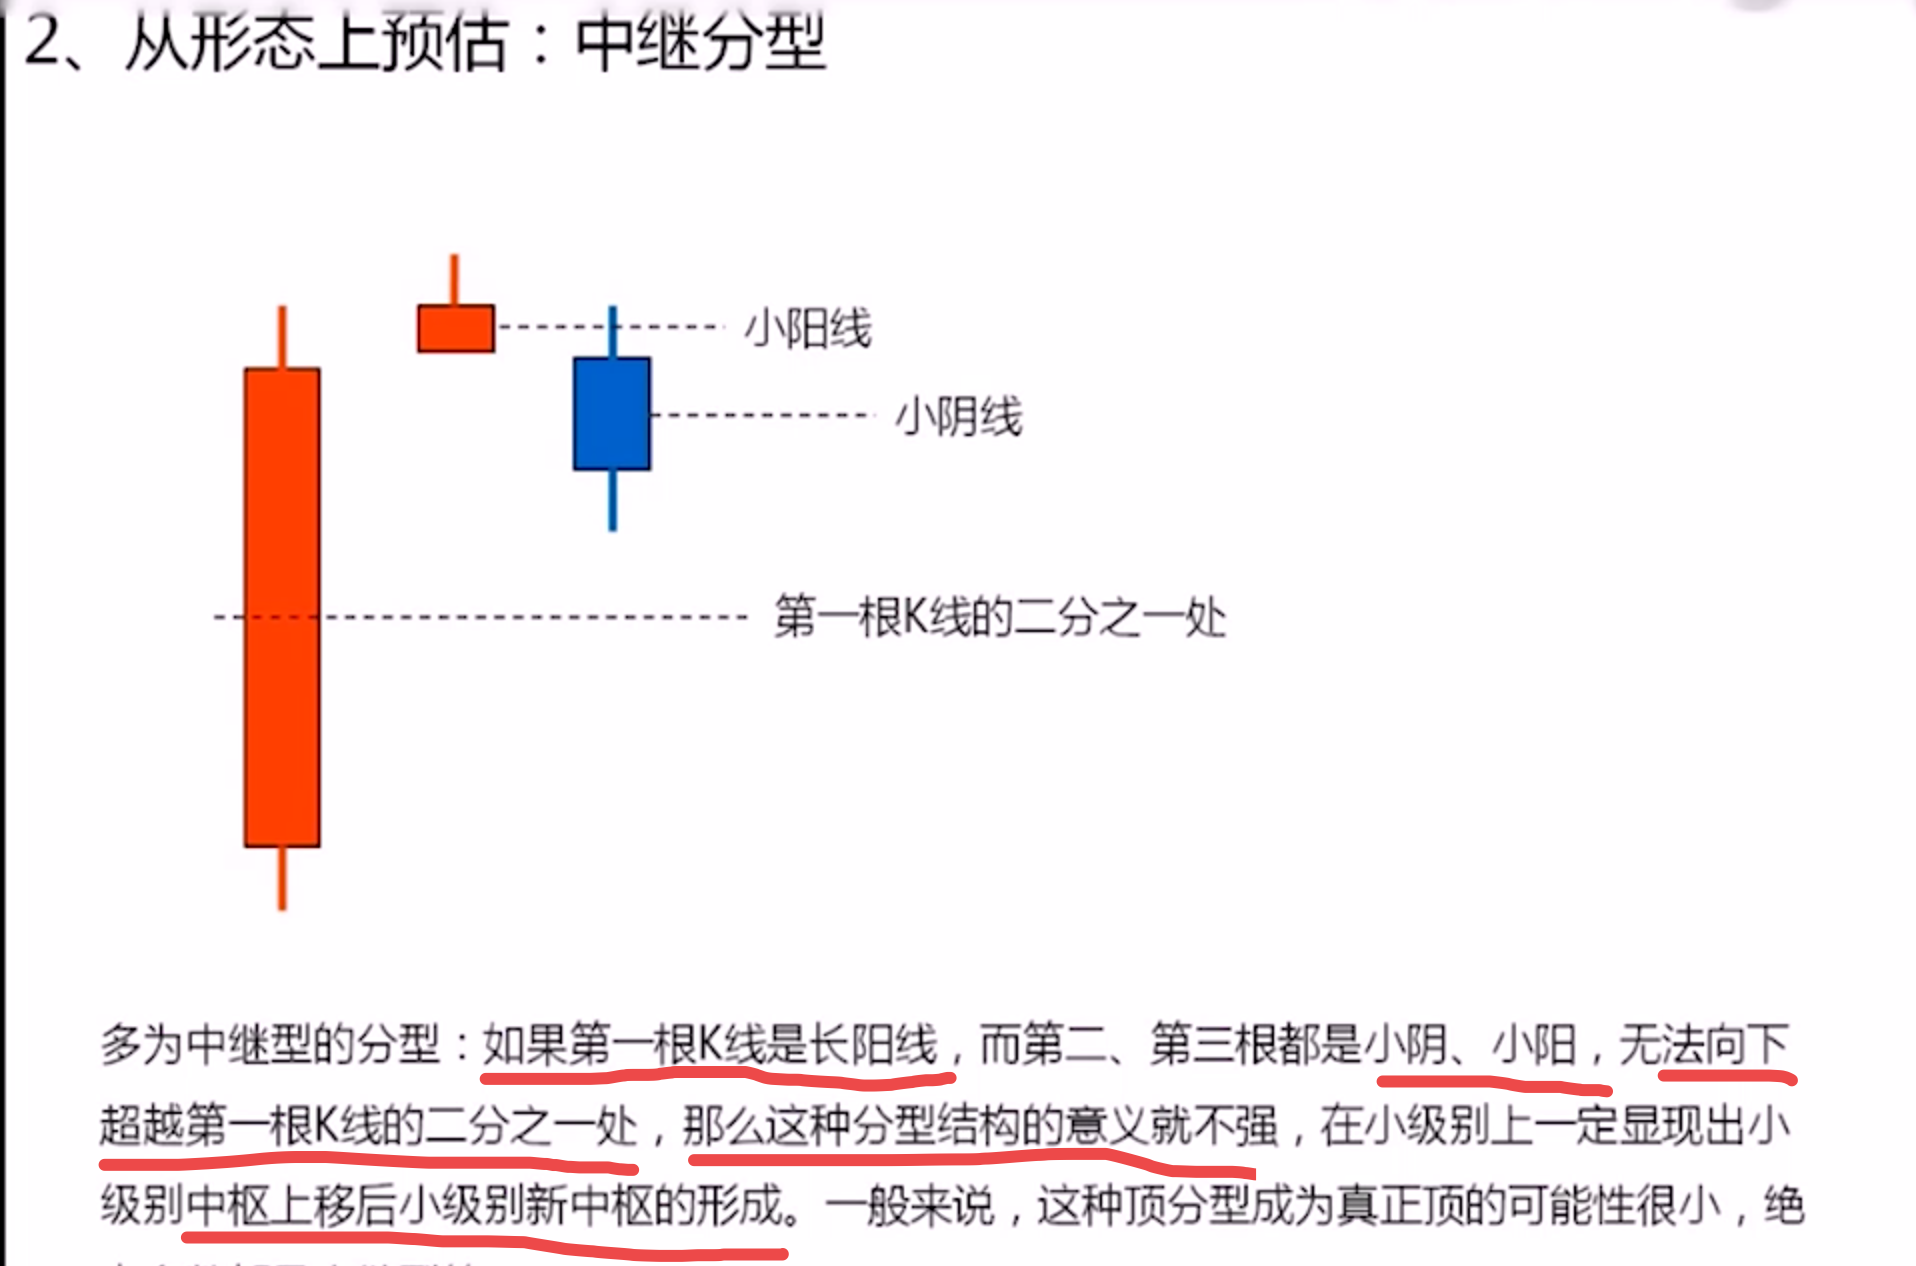 2、从形态上预估：中继分型
小阳线
小阴线
第一根K线的二分之一处
多为中继型的分型：如果第一根K线是长阳线，而第二、第三根都是小阴、小阳，无法向下
超越第一根K线的二分之一处，那么这种分型结构的意义就不强，在小级别上一定显现出小
级别中枢上移后小级别新中枢的形成。一般来说，这种顶分型成为真正顶的可能性很小，绝